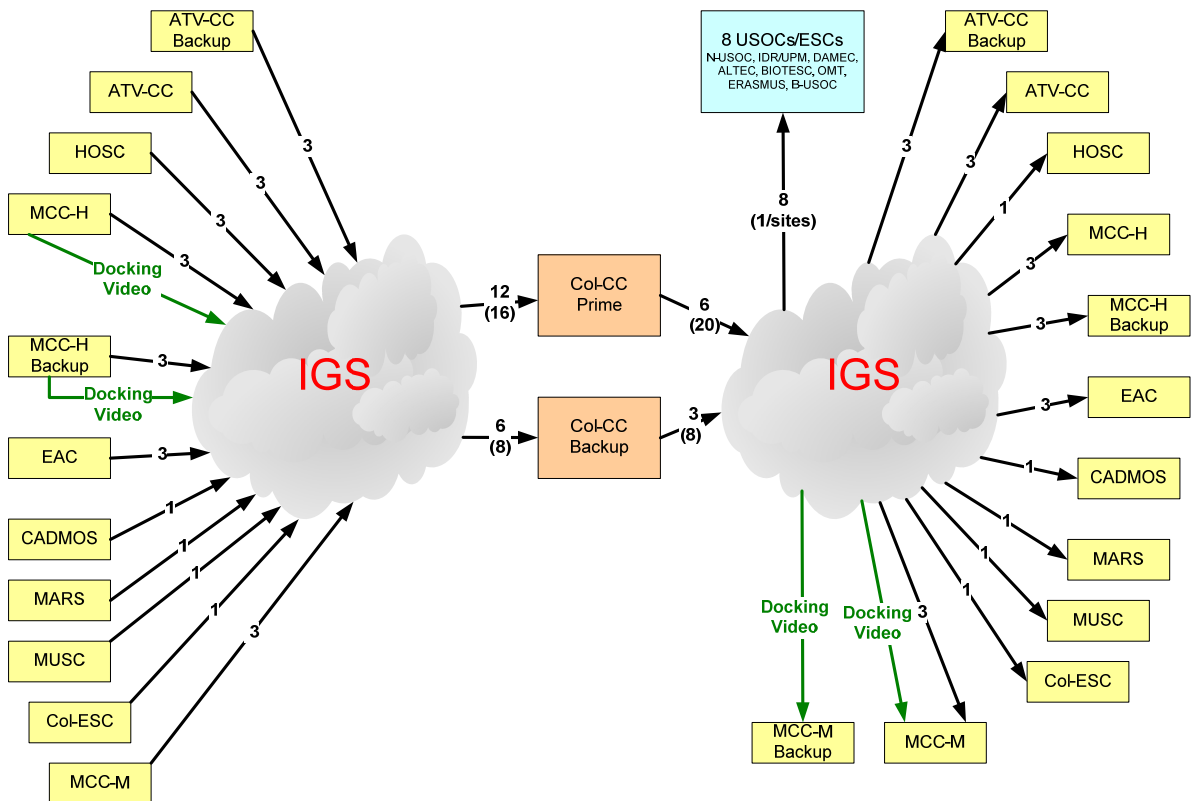 ATV-CC
Backup
3
ATV-CC
3
HOSC
3
MCC-H
3
Docking
Video
MCC-H
Backup
3
Docking
Video
EAC
3
CADMOS
1
MARS
1
MUSC
1
Col-ESC
1
MCC-M
3
IGS
12
(16)
Col-CC
Prime
6
(20)
6
(8)
Col-CC
Backup
3
(8)
IGS
8 USOCs/ESCs
N-USOC, IDR/UPM, DAMEC,
ALTEC, BIOTESC, OMT,
ERASMUS, B-USOC
8
(1/sites)
ATV-CC
Backup
3
ATV-CC
3
HOSC
1
MCC-H
3
MCC-H
Backup
3
EAC
3
CADMOS
1
MARS
1
MUSC
1
Col-ESC
1
MCC-M
3
Docking
Video
MCC-M
Backup
Docking
Video